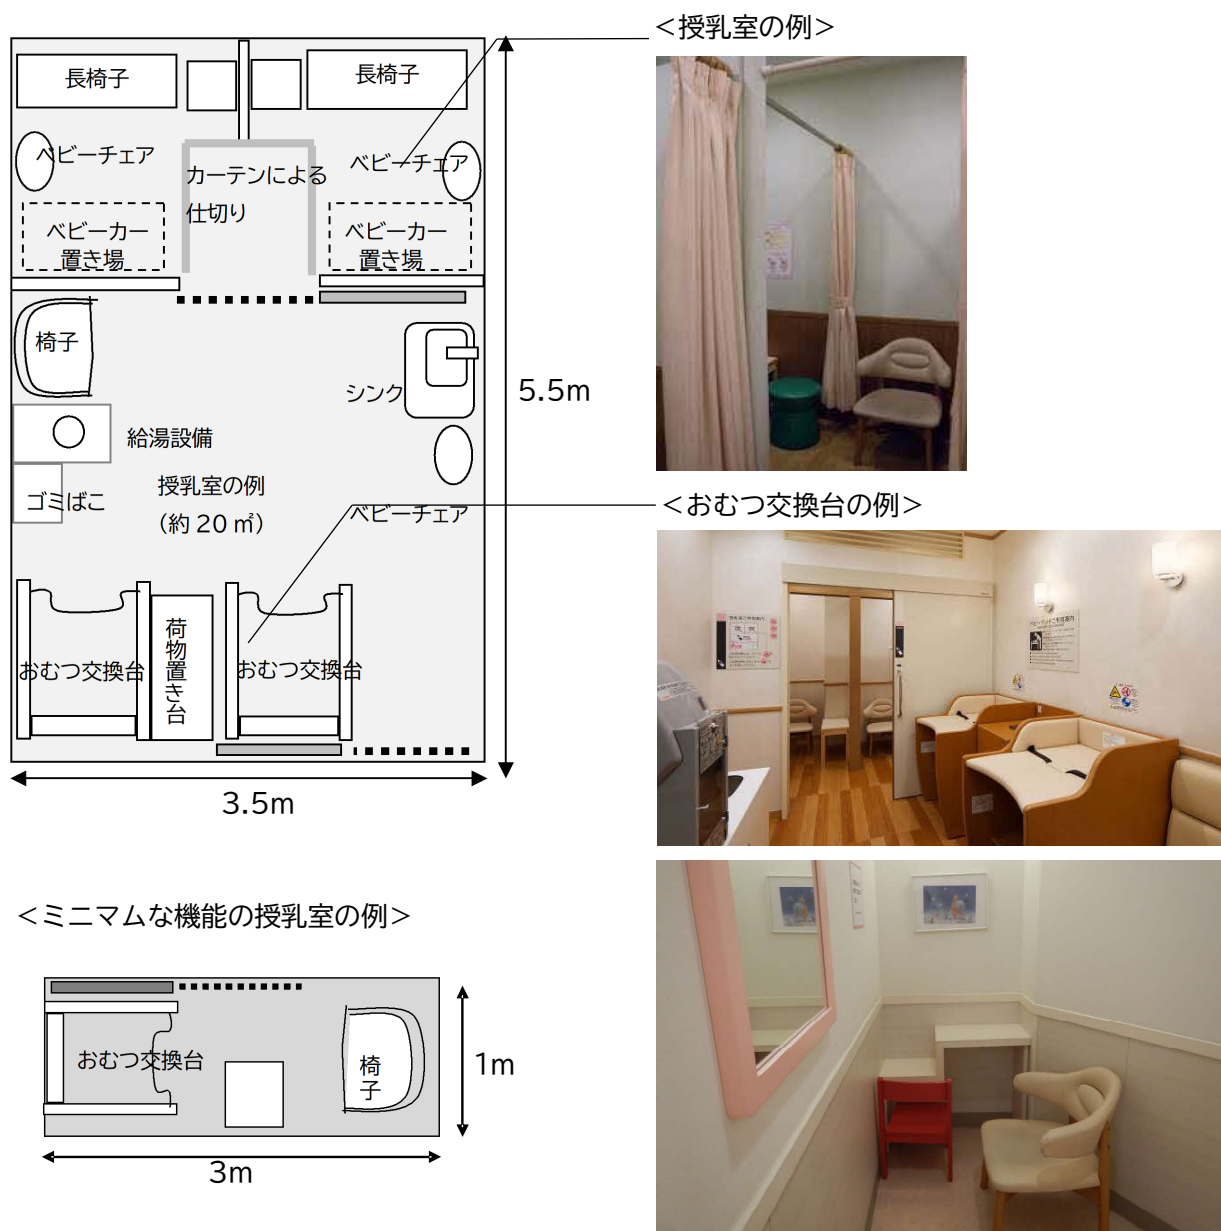 ＜授乳室の例＞
長椅子
長椅子
ベビーチェア
カーテンによる
仕切り
ベビーチェア
ベビーカー
置き場
ベビーカー
置き場
椅子
シンク
5.5m
給湯設備
ゴミばこ
授乳室の例
（約 20 ㎡）
ベビーチェア
＜おむつ交換台の例＞
おむつ交換台
荷物置き台
おむつ交換台
3.5m
＜ミニマムな機能の授乳室の例＞
おむつ交換台
椅子
1m
3m